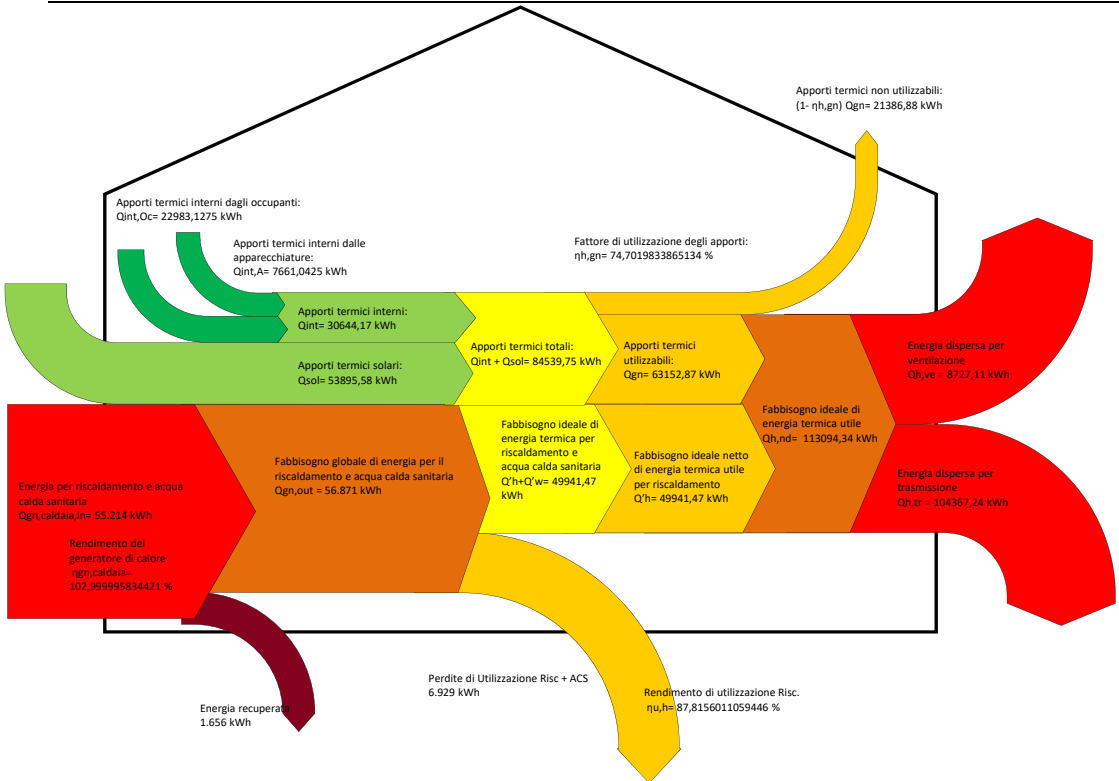 Apporti termici non utilizzabili:
(1- ηh,gn) Qgn= 21386,88 kWh
Apporti termici interni dagli occupanti:
Qint,Oc= 22983,1275 kWh
Apporti termici interni dalle
apparecchiature:
Qint,A= 7661,0425 kWh
Fattore di utilizzazione degli apporti:
ηh,gn= 74,7019833865134 %
Apporti termici interni:
Qint= 30644,17 kWh
Apporti termici solari:
Qsol= 53895,58 kWh
Apporti termici totali:
Qint + Qsol= 84539,75 kWh
Apporti termici
utilizzabili:
Qgn= 63152,87 kWh
Energia dispersa per
ventilazione
Qh,ve = 8727,11 kWh
Fabbisogno ideale di
energia termica utile
Qh,nd=  113094,34 kWh
Energia per riscaldamento e acqua
calda sanitaria
Qgn,caldaia,in= 55.214 kWh
Rendimento del
generatore di calore
ηgn,caldaia=
102,999995834421 %
Fabbisogno globale di energia per il
riscaldamento e acqua calda sanitaria
Qgn,out = 56.871 kWh
Fabbisogno ideale di
energia termica per
riscaldamento e
acqua calda sanitaria
Q'h+Q'w= 49941,47
kWh
Fabbisogno ideale netto
di energia termica utile
per riscaldamento
Q'h= 49941,47 kWh
Energia dispersa per
trasmissione
Qh,tr = 104367,24 kWh
Energia recuperata
1.656 kWh
Perdite di Utilizzazione Risc + ACS
6.929 kWh
Rendimento di utilizzazione Risc.
ηu,h= 87,8156011059446 %